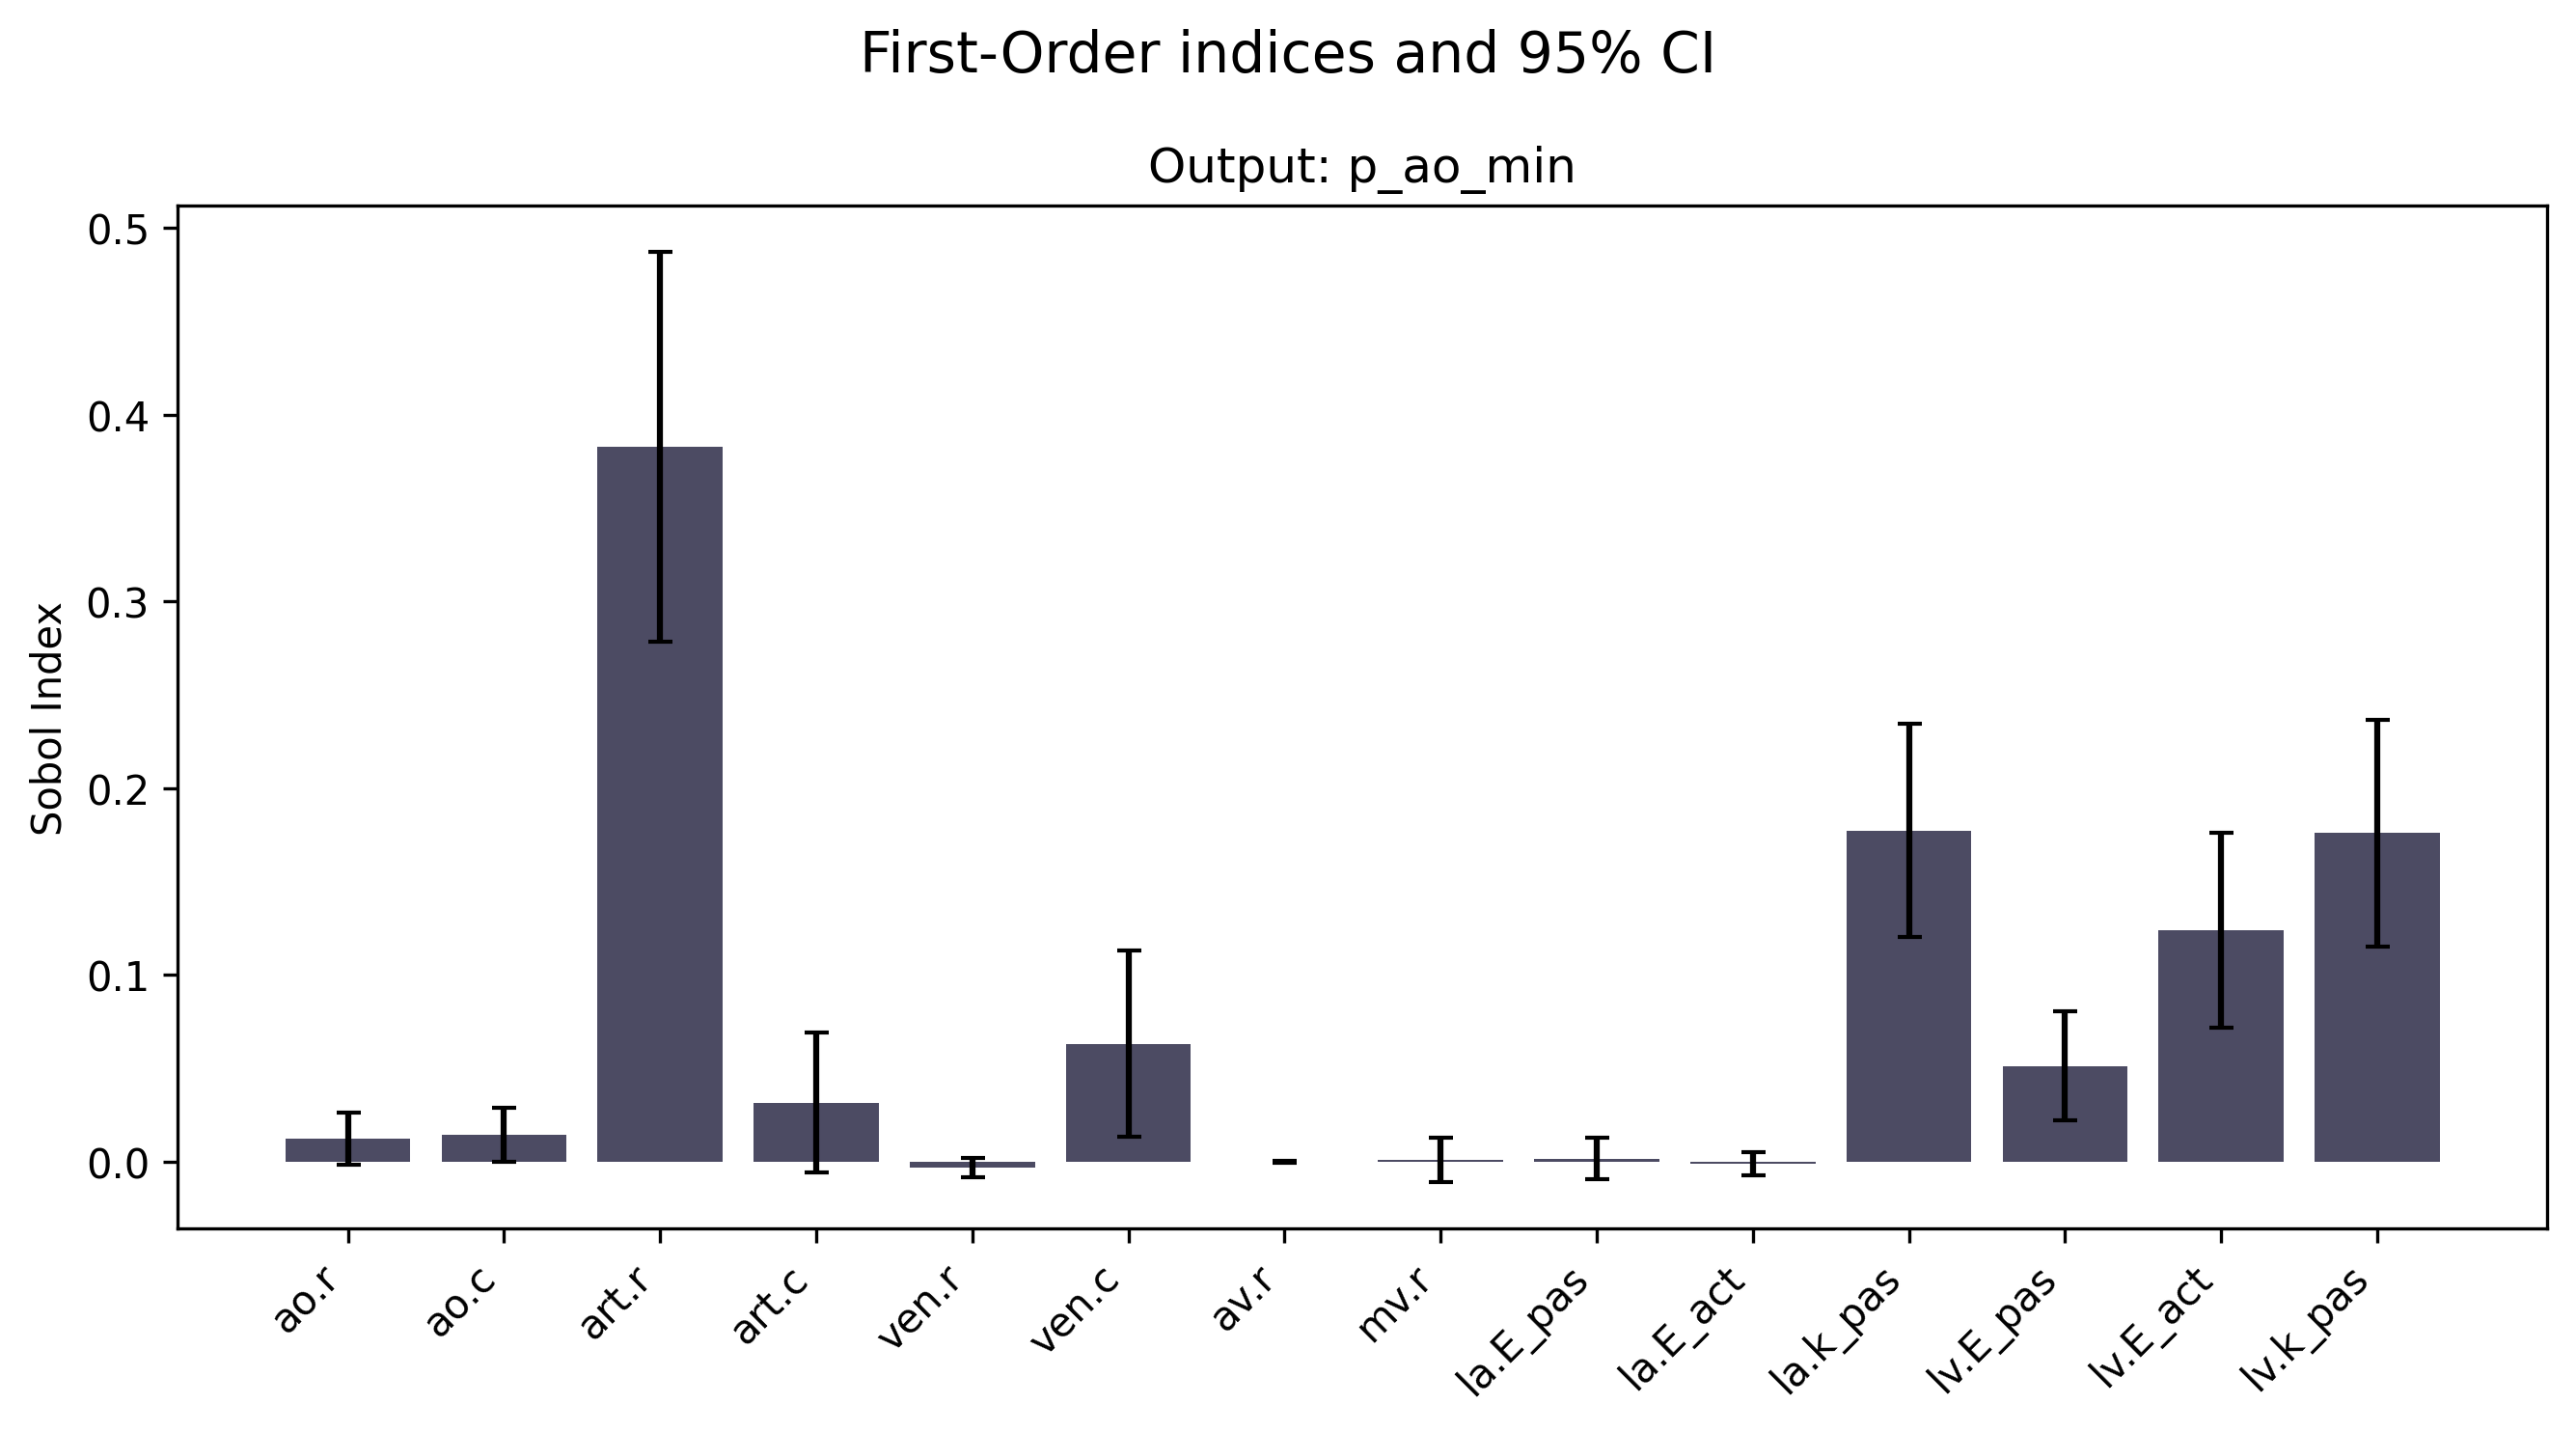 First-Order indices and 95% CI
Output: p_ao_min
Sobol Index
0.5
0.4
0.3
0.2
0.1
0.0
ao.r
ao.c
art.r
art.c
ven.r
ven.c
av.r
mv.r
la.E_pas
la.E_act
la.k_pas
lv.E_pas
lv.E_act
lv.k_pas